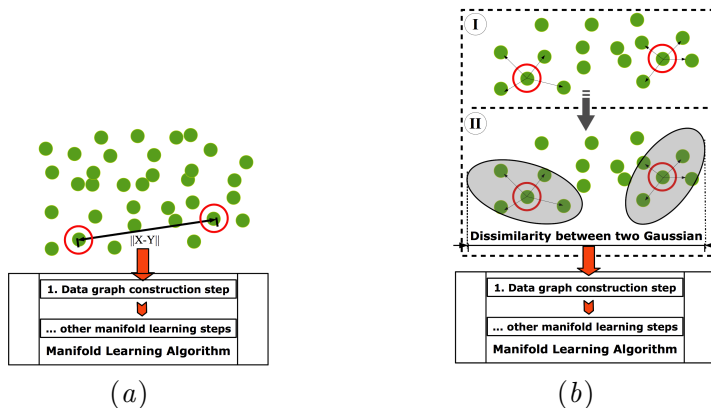 ||X-Y||
1. Data graph construction step
... other manifold learning steps
Manifold Learning Algorithm
(a)
I
II
Dissimilarity between two Gaussian
1. Data graph construction step
... other manifold learning steps
Manifold Learning Algorithm
(b)